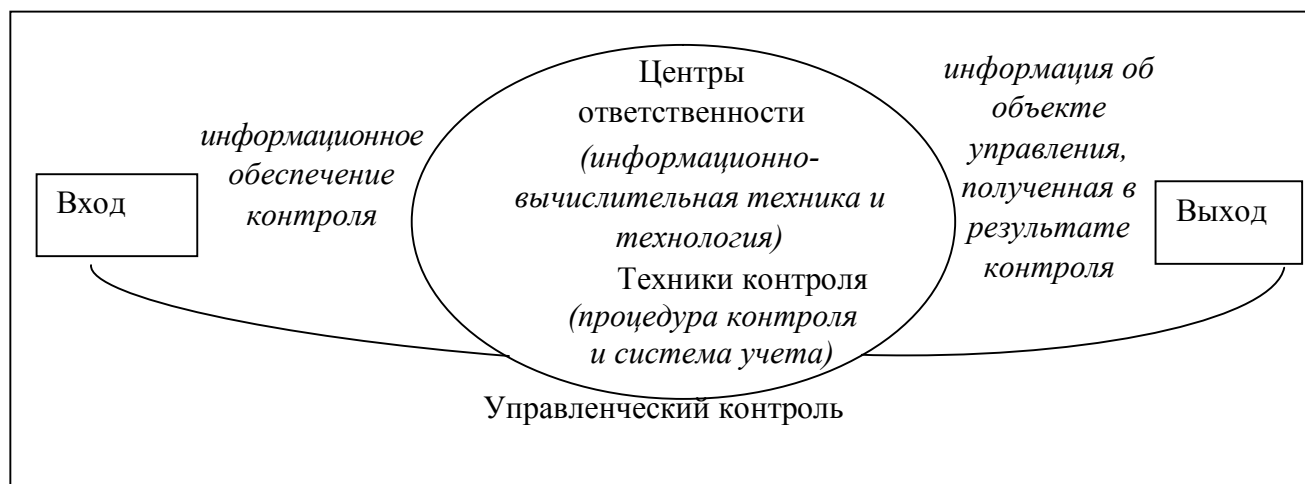 Вход
информационное
обеспечение
контроля
Центры
ответственности
(информационно-
вычислительная техника и
технология)
Техники контроля
(процедура контроля
и система учета)
информация об
объекте
управления,
полученная в
результате
контроля
Выход
Управленческий контроль